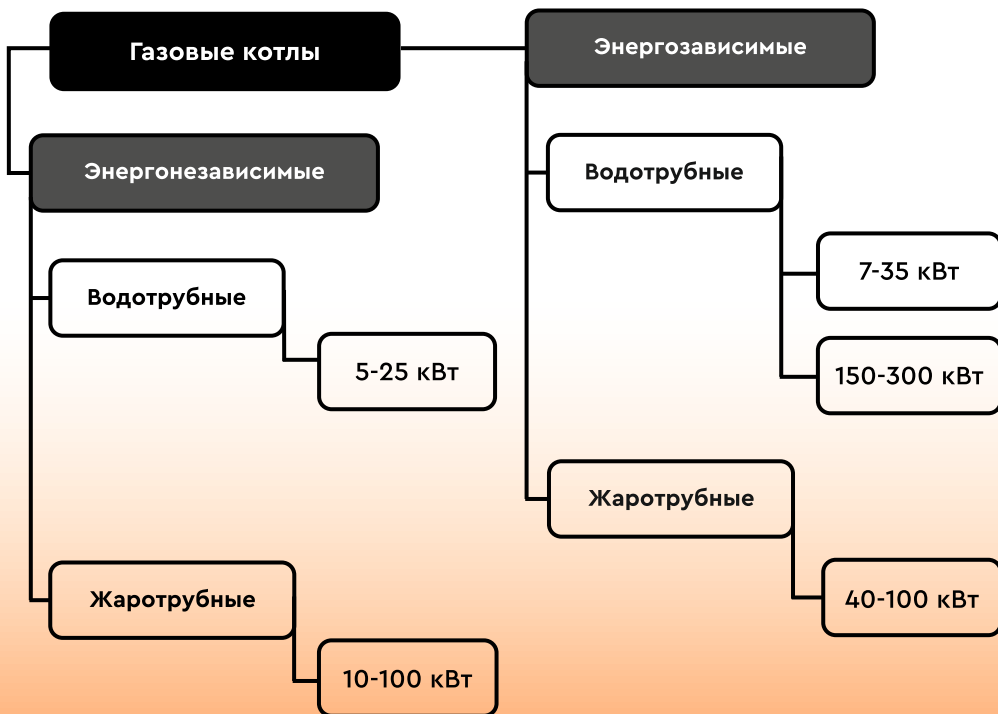 Газовые котлы
Энергонезависимые
Водотрубные
5-25 кВт
Жаротрубные
10-100 кВт
Энергозависимые
Водотрубные
7-35 кВт
150-300 кВт
Жаротрубные
40-100 кВт